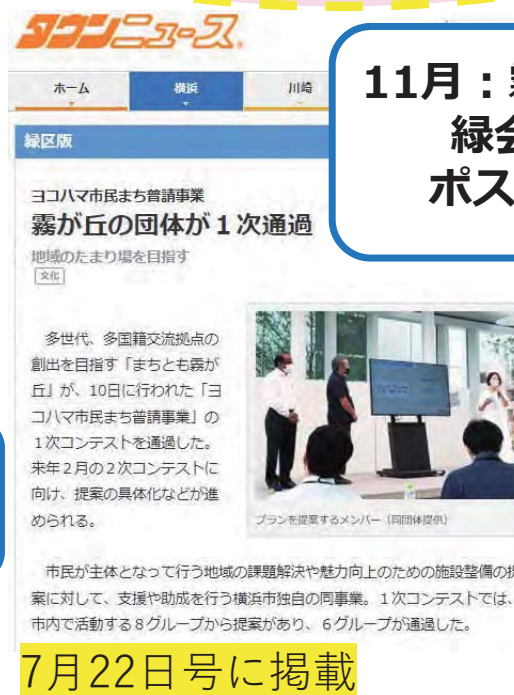 タウンニュース
ホーム 横浜 川崎
緑区版
ヨコハマ市民まち普請事業
霧が丘の団体が1次通過
地域のたまり場を目指す
文化
多世代、多国籍交流拠点の
創出を目指す「まちとも霧が
丘」が、10日に行われた「ヨ
コハマ市民まち普請事業」の
1次コンテストを通過した。
来年2月の2次コンテストに
向け、提案の具体化などが進
められる。
プランを提案するメンバー（同団体提供）
市民が主体となって行う地域の課題解決や魅力向上のための施設整備の提
案に対して、支援や助成を行う横浜市独自の同事業。1次コンテストでは、
市内で活動する8グループから提案があり、6グループが通過した。
7月22日号に掲載
11月：霧
緑会
ポス